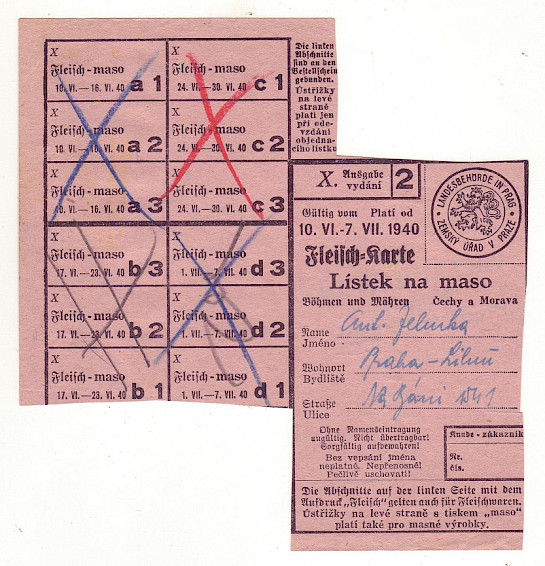 X
Fleisch-maso
10. VI.—16. VI. 40 a 1
X
Fleisch-maso
24. VI.—30. VI. 40 c 1
X
Fleisch-maso
10. VI.—16. VI. 40 a 2
X
Fleisch-maso
24. VI.—30. VI. 40 c 2
X
Fleisch-maso
10. VI.—16. VI. 40 a 3
X
Fleisch-maso
24. VI.—30. VI. 40 c 3
X
Fleisch-maso
17. VI.—23. VI. 40 b 3
X
Fleisch-maso
1. VII.—7. VII. 40 d 3
X
Fleisch-maso
17. VI.—23. VI. 40 b 2
X
Fleisch-maso
1. VII.—7. VII. 40 d 2
X
Fleisch-maso
17. VI.—23. VI. 40 b 1
X
Fleisch-maso
1. VII.—7. VII. 40 d 1
Die linken
Abschnitte
sind an den
Bestellschein
gebunden.
Ústřižky
na levé
straně
platí jen
při ode-
vzdání
objedna-
cího lístku
X. Ausgabe
vydání 2
LANDESBEHÖRDE IN PRAG
ZEMSKÝ ÚŘAD V PRAZE
Gültig vom Platí od
10. VI.-7. VII. 1940
Fleisch-Karte
Lístek na maso
Böhmen und Mähren Čechy a Morava
Name Ant.
Jméno
Wohnort Praha-
Bydliště
Straße
Ulice
Ohne Namenseintragung
ungültig. Nicht übertragbar!
Sorgfältig aufbewahren!
Bez vepsání jména
neplatné. Nepřenosné!
Pečlivě uschovati!
Kunde - zákazník
Nr.
čís.
Die Abschnitte auf der linken Seite mit dem
Aufdruck „Fleisch" gelten auch für Fleischwaren.
Ústřižky na levé straně s tiskem „maso"
platí také pro masné výrobky.